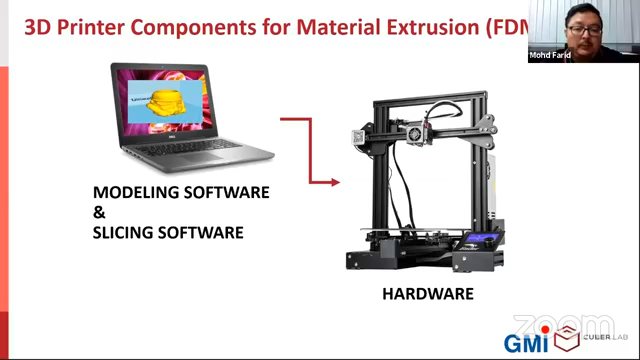 3D Printer Components for Material Extrusion (FDM
Mohd Farid
MODELING SOFTWARE
&
SLICING SOFTWARE
HARDWARE
zoom
GMI
CULER.LAB